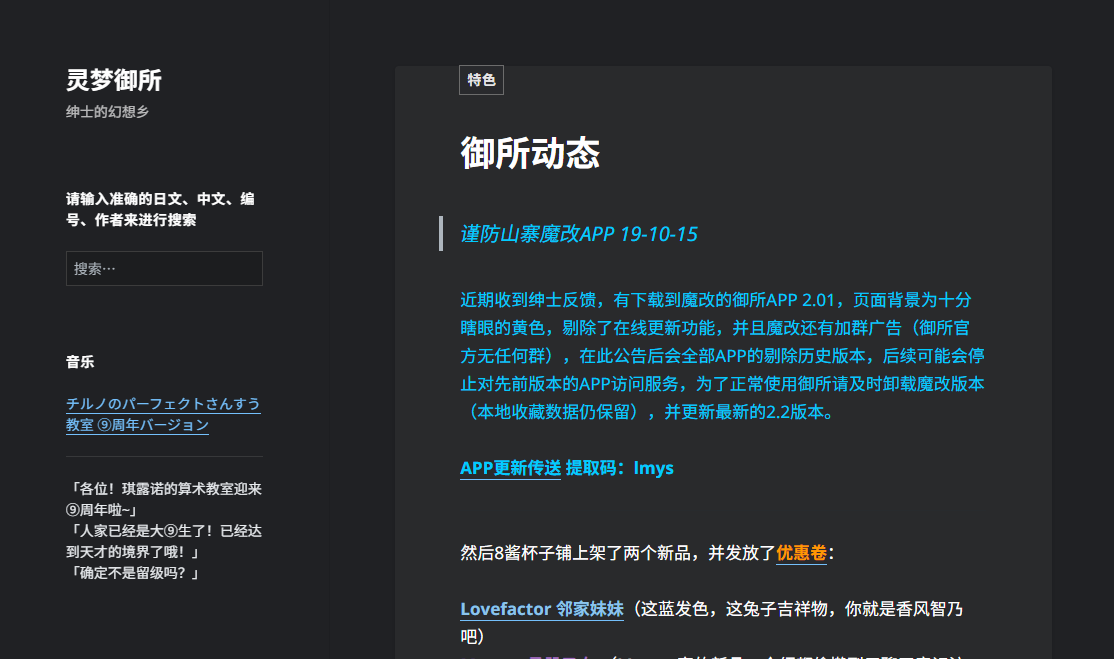 灵梦御所
绅士的幻想乡
请输入准确的日文、中文、编
号、作者来进行搜索
搜索…
音乐
チルノのパーフェクトさんすう
教室 ⑨周年バージョン
「各位！琪露诺的算术教室迎来
⑨周年啦~」
「人家已经是大⑨生了！已经达
到天才的境界了哦！」
「确定不是留级吗？」
特色
御所动态
谨防山寨魔改APP 19-10-15
近期收到绅士反馈，有下载到魔改的御所APP 2.01，页面背景为十分
瞎眼的黄色，剔除了在线更新功能，并且魔改还有加群广告（御所官
方无任何群），在此公告后会全部APP的剔除历史版本，后续可能会停
止对先前版本的APP访问服务，为了正常使用御所请及时卸载魔改版本
（本地收藏数据仍保留），并更新最新的2.2版本。
APP更新传送 提取码：lmys
然后8酱杯子铺上架了两个新品，并发放了优惠卷：
Lovefactor 邻家妹妹（这蓝发色，这兔子吉祥物，你就是香风智乃
吧）